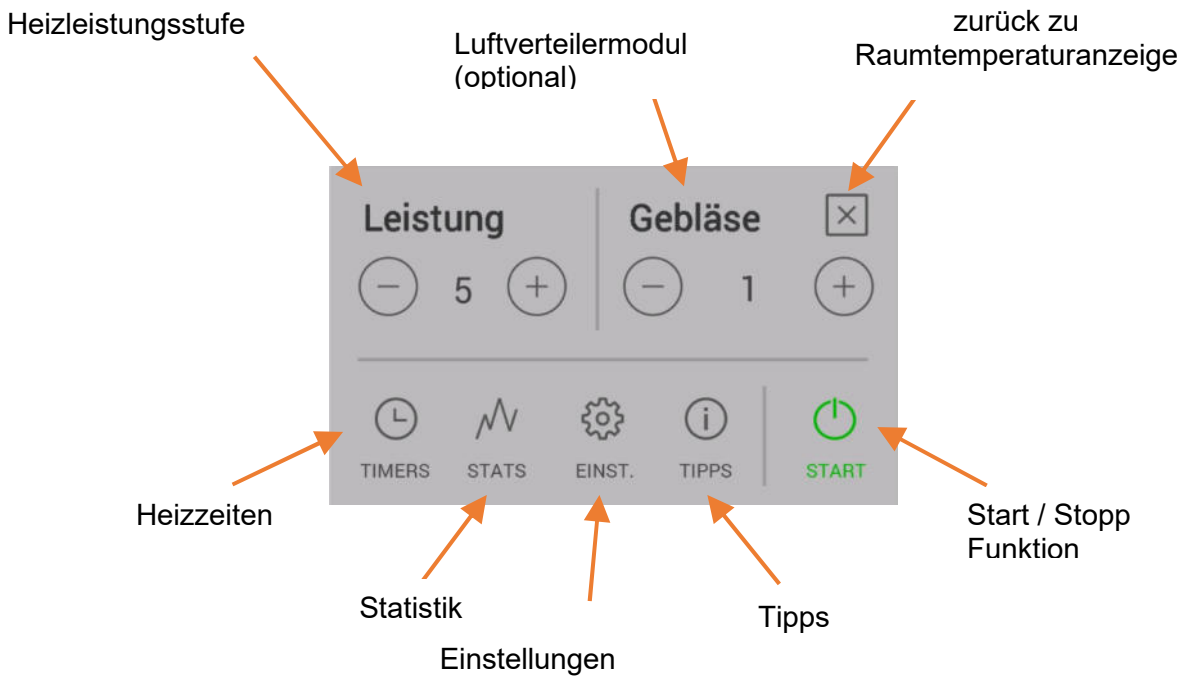 Heizleistungsstufe
Luftverteilermodul
(optional)
zurück zu
Raumtemperaturanzeige
Leistung
Gebläse
5
1
TIMERS
STATS
EINST.
TIPPS
START
Heizzeiten
Start / Stopp
Funktion
Statistik
Tipps
Einstellungen